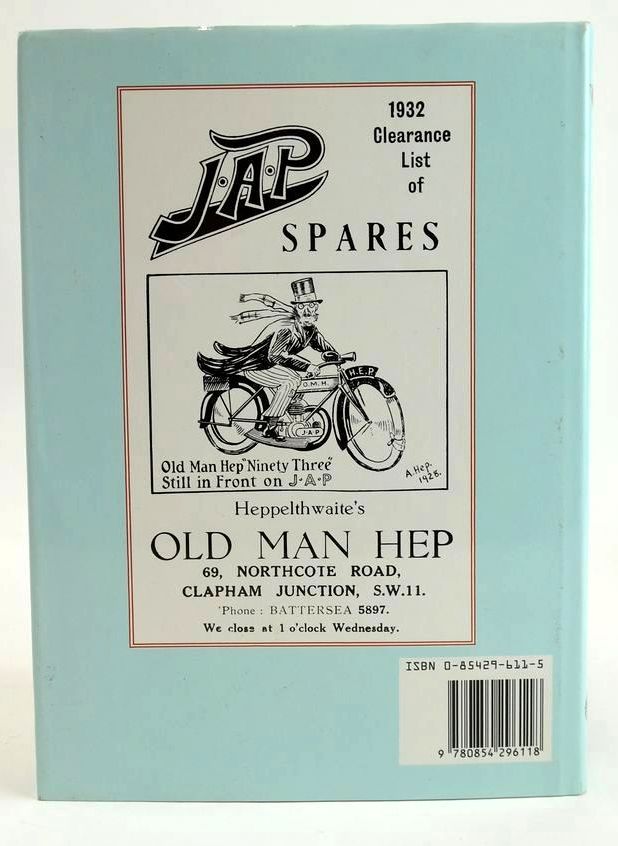 J·A·P
1932
Clearance
List
of
SPARES
O.M.H.
H.E.P
J·A·P
Old Man Hep "Ninety Three"
Still in Front on J·A·P
A.Hep.
1928.
Heppelthwaite's
OLD MAN HEP
69, NORTHCOTE ROAD,
CLAPHAM JUNCTION, S.W.11.
'Phone : BATTERSEA 5897.
We close at 1 o'clock Wednesday.
ISBN 0-85429-611-5
9 780854 296118